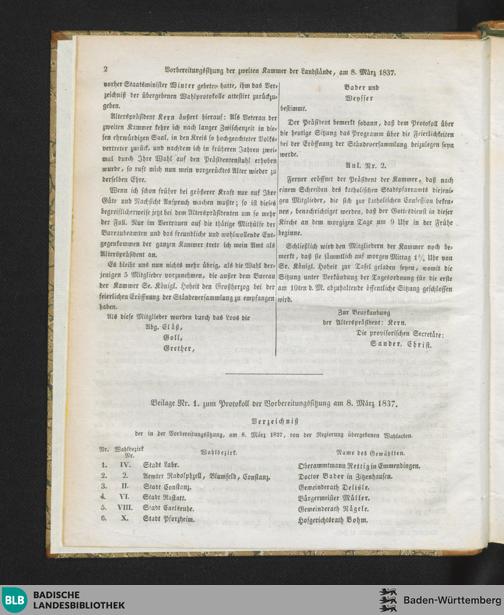 2 Vorbereitungssitzung der zweiten Kammer der Landstände, am 8. März 1837.
vorher Staatsminister Winter gebeten hatte, ihm das Ver-
zeichniß der übergebenen Wahlprotokolle attestirt zurückzu-
geben.
Alterspräsident Kern äußert hierauf: Als Veteran der
zweiten Kammer kehre ich nach langer Zwischenzeit in die-
sen ehrwürdigen Saal, in den Kreis so hochgeachteter Volks-
vertreter zurück, und nachdem ich in früheren Jahren zwei-
mal durch Ihre Wahl auf den Präsidentenstuhl erhoben
wurde, so ruft mich nun mein vorgerücktes Alter wieder zu
derselben Ehre.
Wenn ich schon früher bei größerer Kraft nur auf Ihre
Güte und Nachsicht Anspruch machen mußte; so ist dieses
begreiflicherweise jetzt bei dem Alterspräsidenten um so mehr
der Fall. Nur im Vertrauen auf die thätige Mithülfe der
Bureaubeamten und das freundliche und wohlwollende Ent-
gegenkommen der ganzen Kammer trete ich mein Amt als
Alterspräsident an.
Es bleibt uns nun nichts mehr übrig, als die Wahl der-
jenigen 5 Mitglieder vorzunehmen, die außer dem Bureau
der Kammer Se. Königl. Hoheit den Großherzog bei der
feierlichen Eröffnung der Ständeversammlung zu empfangen
haben.
Als diese Mitglieder wurden durch das Loos die
Abg. Eläß,
Goll,
Grether,
Bader und
Weysser
bestimmt.
Der Präsident bemerkt sodann, daß dem Protokoll über
die heutige Sitzung das Programm über die Feierlichkeiten
bei der Eröffnung der Ständeversammlung beizulegen seyn
werde.
Anl. Nr. 2.
Ferner eröffnet der Präsident der Kammer, daß nach
einem Schreiben des katholischen Stadtpfarramts diejeni-
gen Mitglieder, die sich zur katholischen Confession beken-
nen, benachrichtiget werden, daß der Gottesdienst in dieser
Kirche an dem morgigen Tage um 9 Uhr in der Frühe
beginne.
Schließlich wird den Mitgliedern der Kammer noch be-
merkt, daß sie sämmtlich auf morgen Mittag 1½ Uhr von
Se. Königl. Hoheit zur Tafel geladen seyen, womit die
Sitzung unter Verkündung der Tagesordnung für die erste
am 10ten d. M. abzuhaltende öffentliche Sitzung geschlossen
wird.
Zur Beurkundung
der Alterspräsident: Kern.
Die provisorischen Secretäre:
Sander. Christ.
Beilage Nr. 1. zum Protokoll der Vorbereitungssitzung am 8. März 1837.
Verzeichniß
der in der Vorbereitungssitzung, am 8. März 1837, von der Regierung übergebenen Wahlacten.
Nr. Wahlbezirk Nr. Wahlbezirk. Name des Gewählten.
1. IV. Stadt Lahr. Oberamtmann Rettig in Emmendingen.
2. 2. Aemter Radolphzell, Blumfeld, Constanz. Doctor Bader in Fitzenhausen.
3. II. Stadt Constanz. Gemeinderath Delisle.
4. VI. Stadt Rastatt. Bürgermeister Müller.
5. VIII. Stadt Carlsruhe. Gemeinderath Nägele.
6. X. Stadt Pforzheim. Hofgerichtsrath Bohm.
BLB BADISCHE
LANDESBIBLIOTHEK
Baden-Württemberg